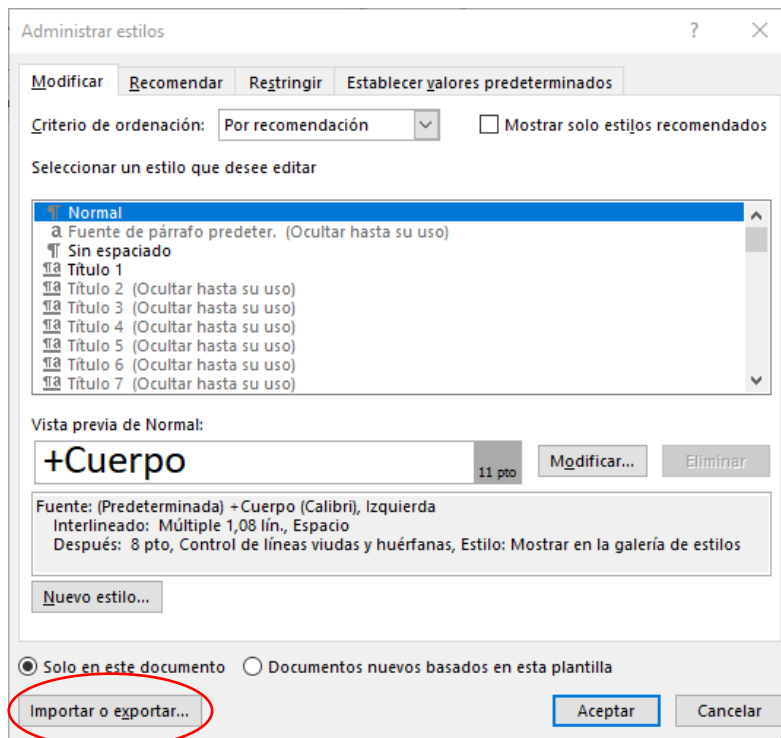 Administrar estilos ? ×
Modificar Recomendar Restringir Establecer valores predeterminados
Criterio de ordenación: Por recomendación Mostrar solo estilos recomendados
Seleccionar un estilo que desee editar
¶ Normal
a Fuente de párrafo predeter. (Ocultar hasta su uso)
¶ Sin espaciado
¶a Título 1
¶a Título 2 (Ocultar hasta su uso)
¶a Título 3 (Ocultar hasta su uso)
¶a Título 4 (Ocultar hasta su uso)
¶a Título 5 (Ocultar hasta su uso)
¶a Título 6 (Ocultar hasta su uso)
¶a Título 7 (Ocultar hasta su uso)
Vista previa de Normal:
+Cuerpo 11 pto Modificar... Eliminar
Fuente: (Predeterminada) +Cuerpo (Calibri), Izquierda
Interlineado: Múltiple 1,08 lín., Espacio
Después: 8 pto, Control de líneas viudas y huérfanas, Estilo: Mostrar en la galería de estilos
Nuevo estilo...
Solo en este documento Documentos nuevos basados en esta plantilla
Importar o exportar... Aceptar Cancelar